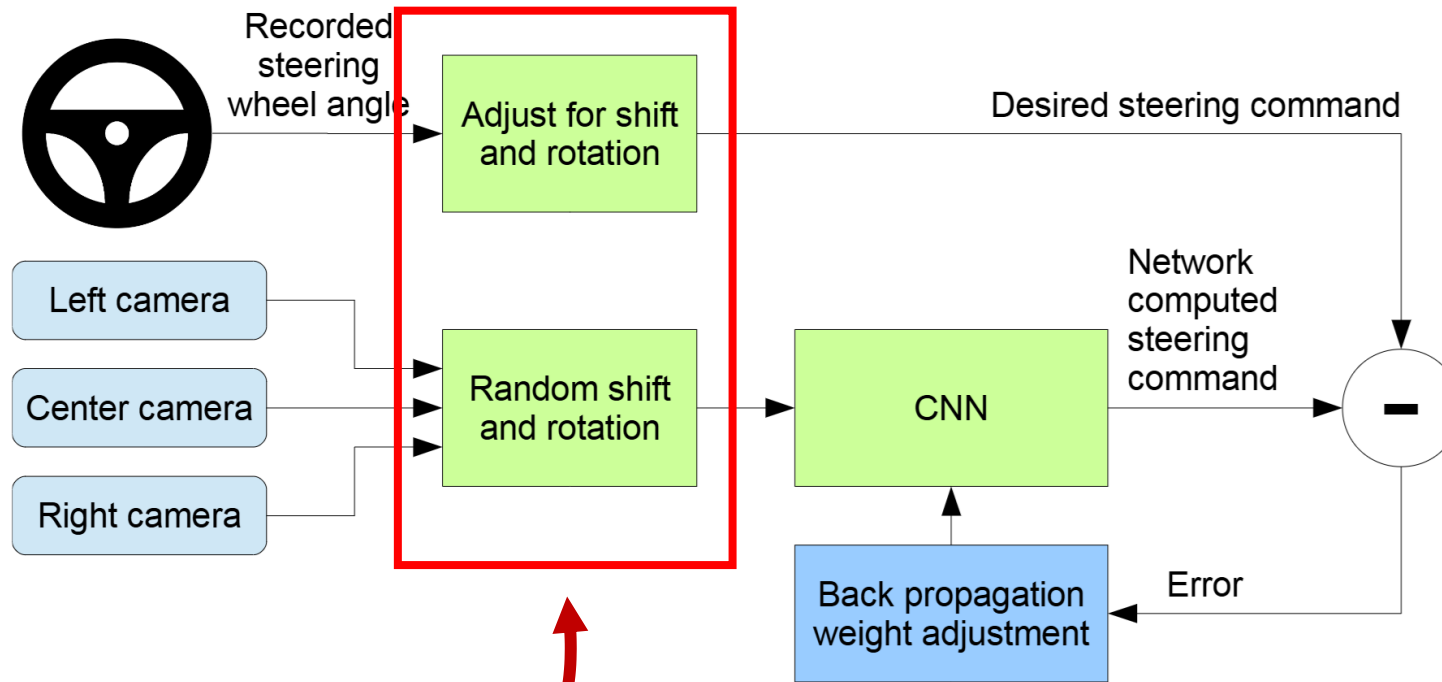 Recorded
steering
wheel angle
Adjust for shift
and rotation
Desired steering command
Left camera
Center camera
Right camera
Random shift
and rotation
CNN
Network
computed
steering
command
-
Back propagation
weight adjustment
Error